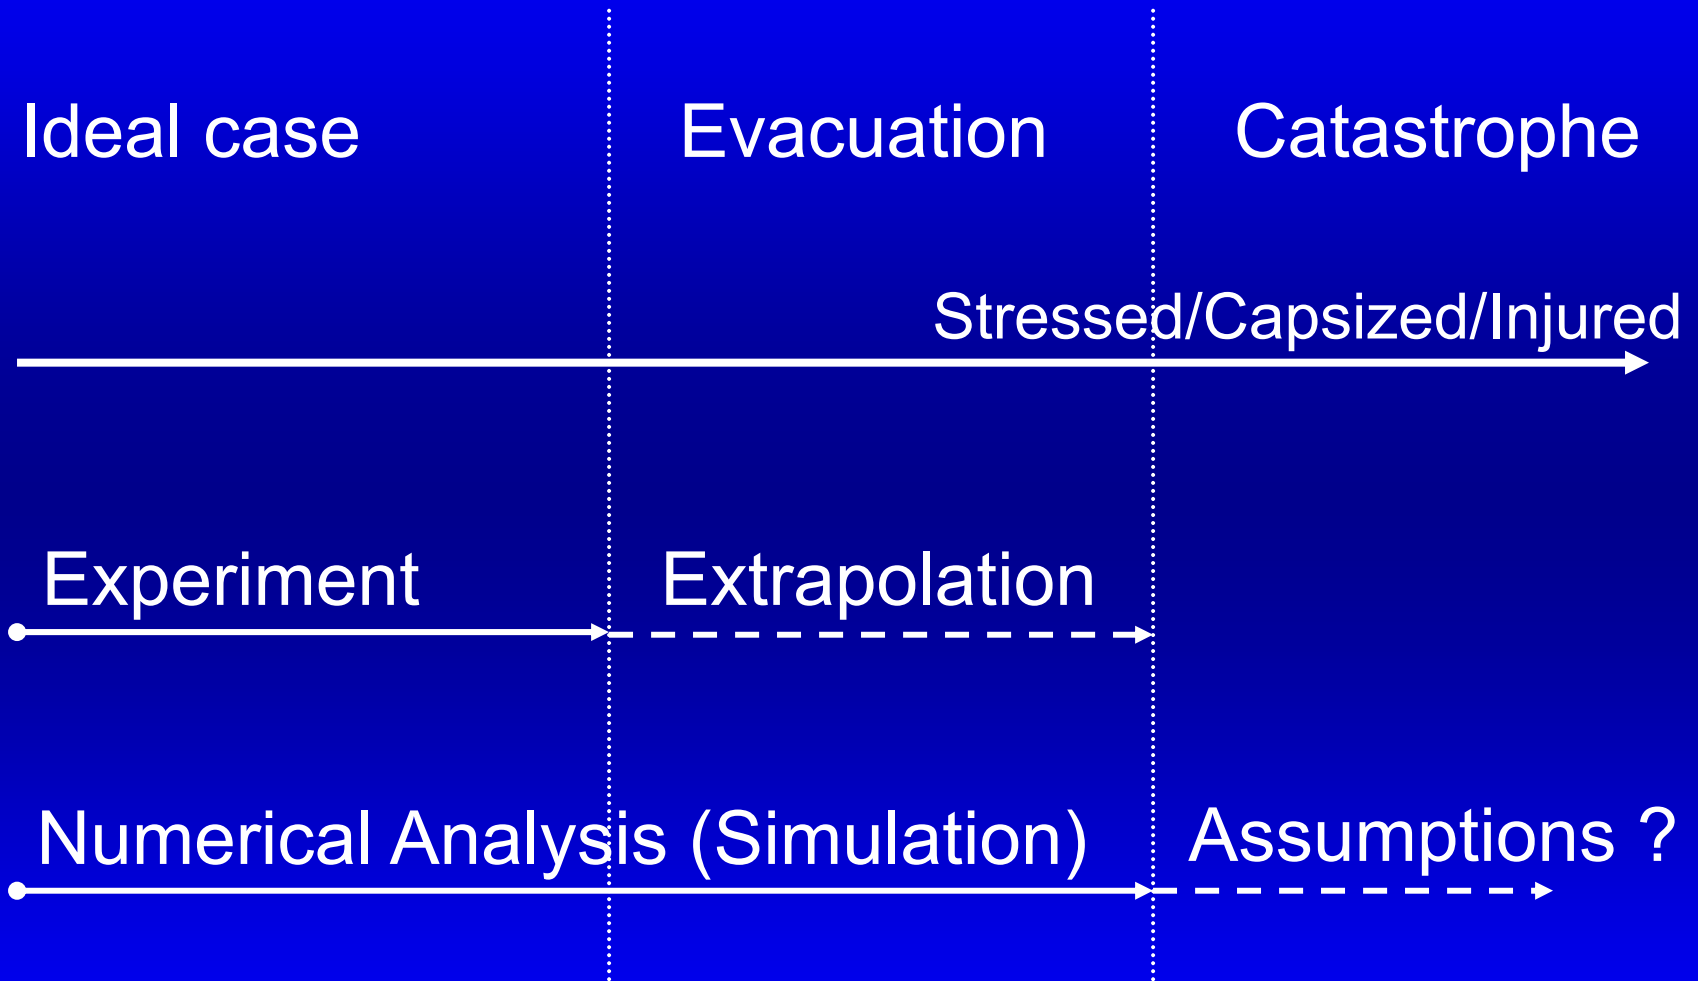 Ideal case
Evacuation
Catastrophe
Stressed/Capsized/Injured
Experiment
Extrapolation
Numerical Analysis (Simulation)
Assumptions ?